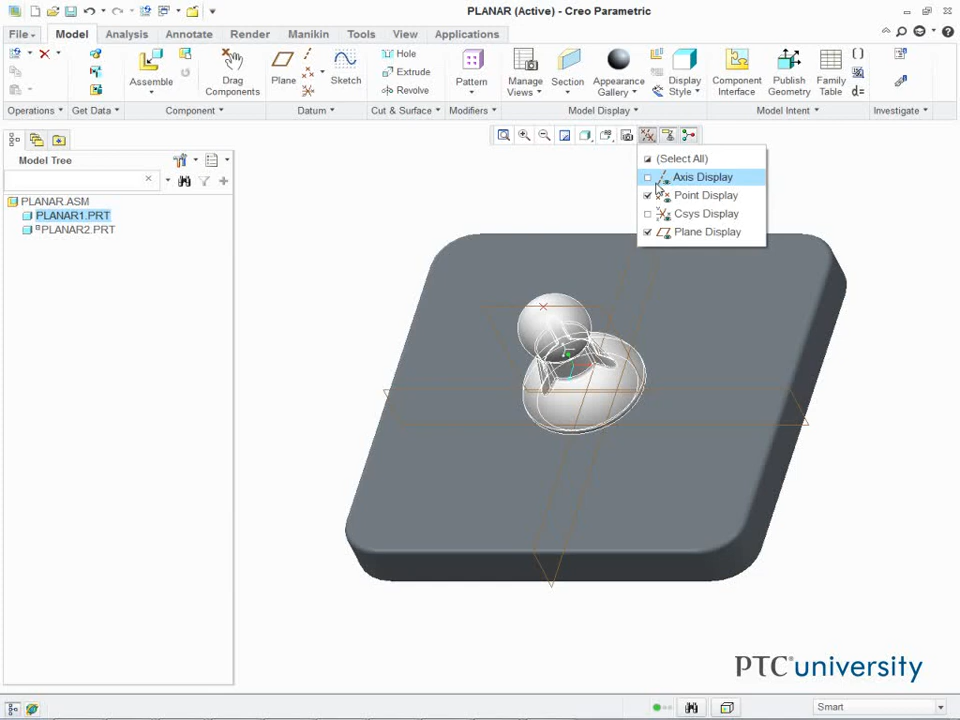 PLANAR (Active) - Creo Parametric
File Model Analysis Annotate Render Manikin Tools View Applications
Assemble
Drag Components
Plane
Sketch
Hole
Extrude
Revolve
Pattern
Manage Views
Section
Appearance Gallery
Display Style
Component Interface
Publish Geometry
Family Table
d=
Operations Get Data Component Datum Cut & Surface Modifiers Model Display Model Intent Investigate
Model Tree
PLANAR.ASM
PLANAR1.PRT
PLANAR2.PRT
(Select All)
Axis Display
Point Display
Csys Display
Plane Display
PTC university
Smart